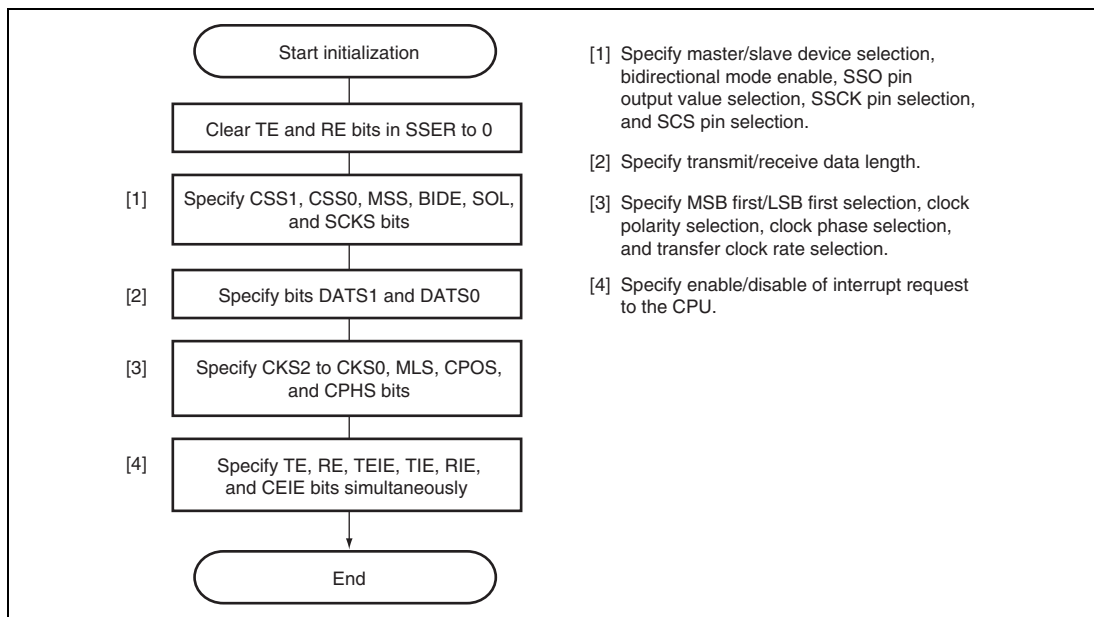 Start initialization
Clear TE and RE bits in SSER to 0
[1]
Specify CSS1, CSS0, MSS, BIDE, SOL,
and SCKS bits
[2]
Specify bits DATS1 and DATS0
[3]
Specify CKS2 to CKS0, MLS, CPOS,
and CPHS bits
[4]
Specify TE, RE, TEIE, TIE, RIE,
and CEIE bits simultaneously
End
[1] Specify master/slave device selection,
bidirectional mode enable, SSO pin
output value selection, SSCK pin selection,
and SCS pin selection.
[2] Specify transmit/receive data length.
[3] Specify MSB first/LSB first selection, clock
polarity selection, clock phase selection,
and transfer clock rate selection.
[4] Specify enable/disable of interrupt request
to the CPU.